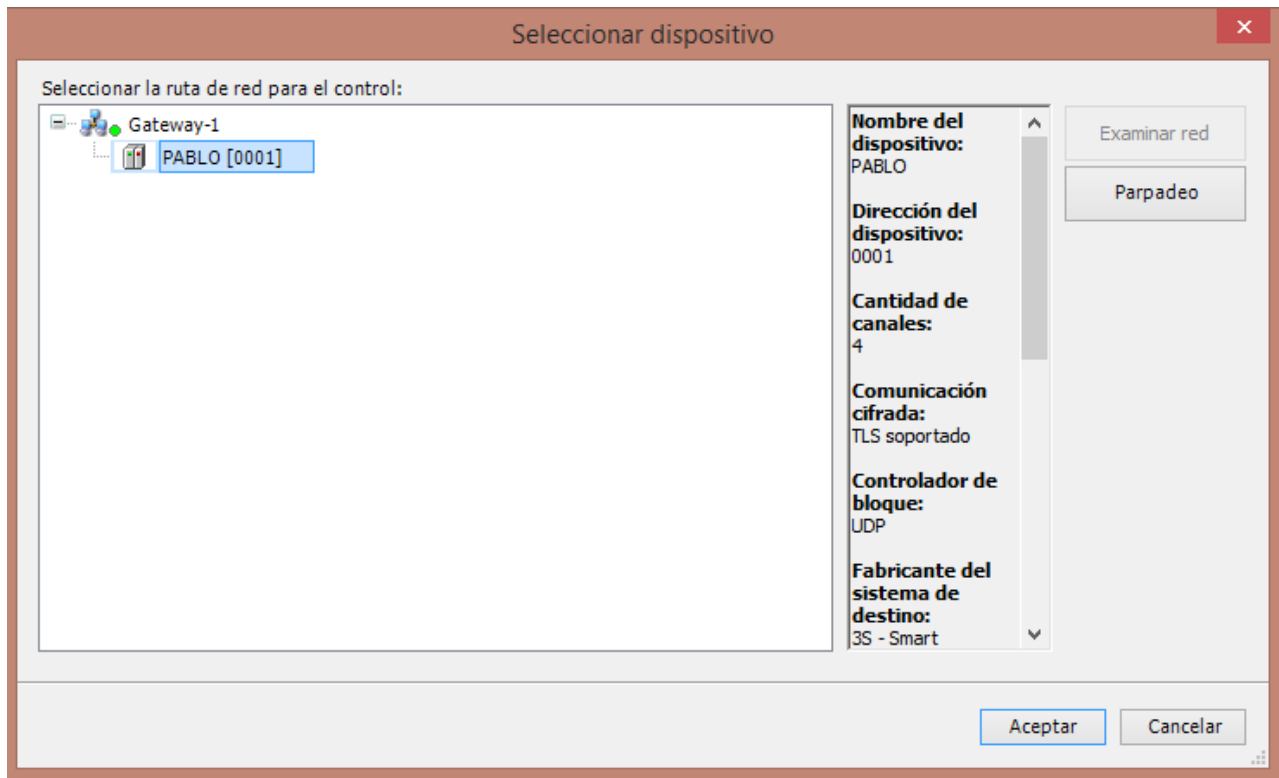 Seleccionar dispositivo
Seleccionar la ruta de red para el control:
Gateway-1
PABLO [0001]
Nombre del
dispositivo:
PABLO
Dirección del
dispositivo:
0001
Cantidad de
canales:
4
Comunicación
cifrada:
TLS soportado
Controlador de
bloque:
UDP
Fabricante del
sistema de
destino:
3S - Smart
Examinar red
Parpadeo
Aceptar
Cancelar